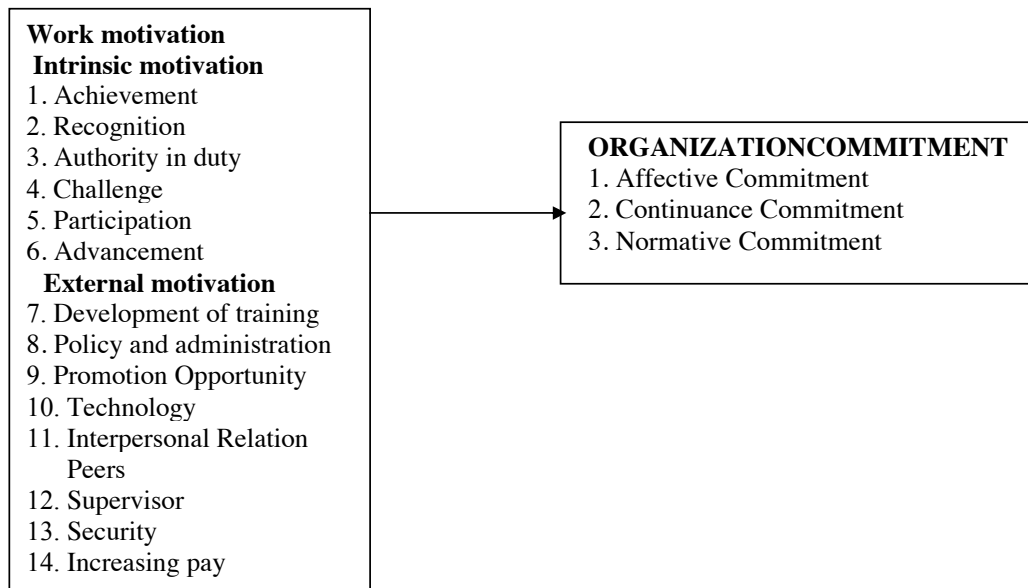 Work motivation
Intrinsic motivation
1. Achievement
2. Recognition
3. Authority in duty
4. Challenge
5. Participation
6. Advancement
External motivation
7. Development of training
8. Policy and administration
9. Promotion Opportunity
10. Technology
11. Interpersonal Relation
Peers
12. Supervisor
13. Security
14. Increasing pay
ORGANIZATIONCOMMITMENT
1. Affective Commitment
2. Continuance Commitment
3. Normative Commitment